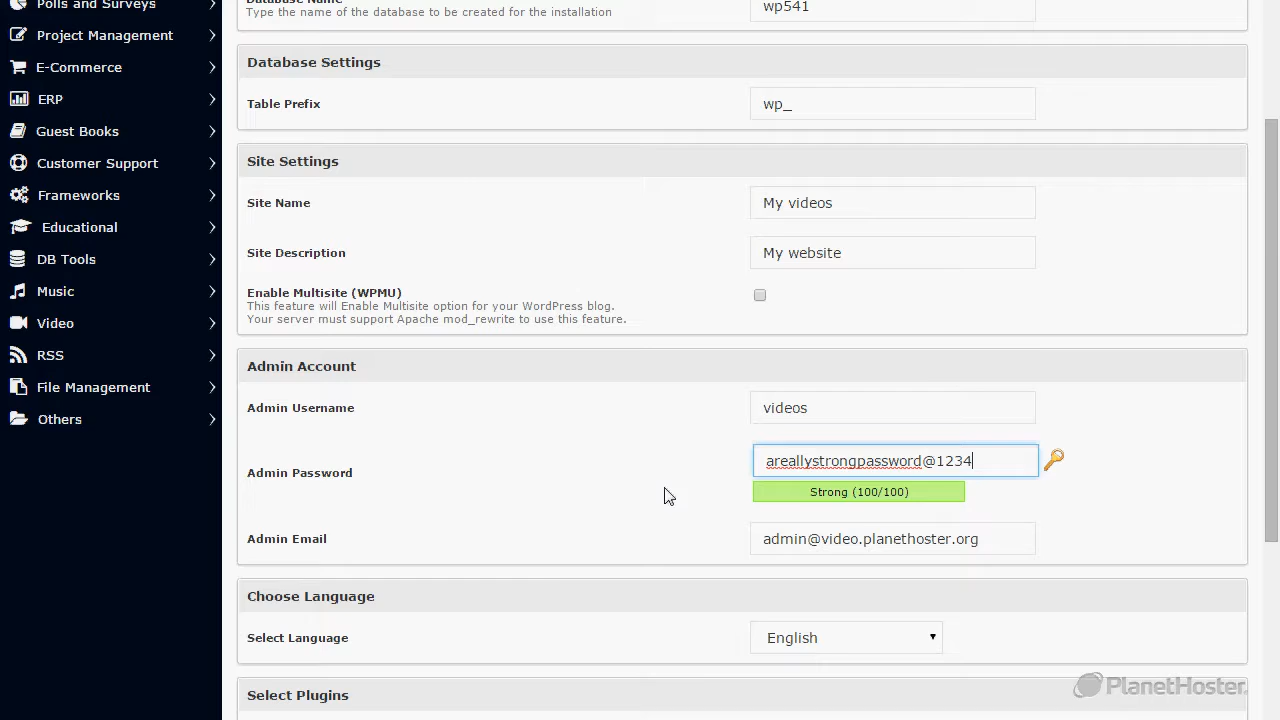 Polls and Surveys
Project Management
E-Commerce
ERP
Guest Books
Customer Support
Frameworks
Educational
DB Tools
Music
Video
RSS
File Management
Others
Database Name
Type the name of the database to be created for the installation
wp541
Database Settings
Table Prefix
wp_
Site Settings
Site Name
My videos
Site Description
My website
Enable Multisite (WPMU)
This feature will Enable Multisite option for your WordPress blog.
Your server must support Apache mod_rewrite to use this feature.
Admin Account
Admin Username
videos
Admin Password
areallystrongpassword@1234
Strong (100/100)
Admin Email
admin@video.planethoster.org
Choose Language
Select Language
English
Select Plugins
PlanetHoster.